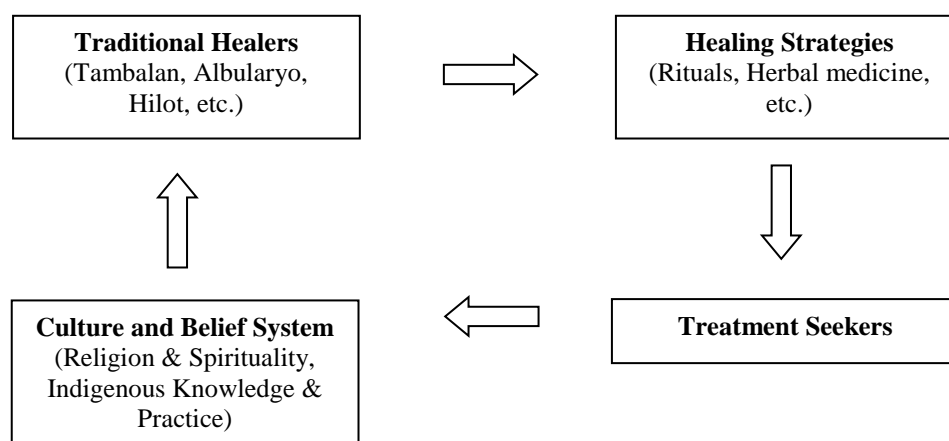 Traditional Healers
(Tambalan, Albularyo,
Hilot, etc.)
Healing Strategies
(Rituals, Herbal medicine,
etc.)
Culture and Belief System
(Religion & Spirituality,
Indigenous Knowledge &
Practice)
Treatment Seekers